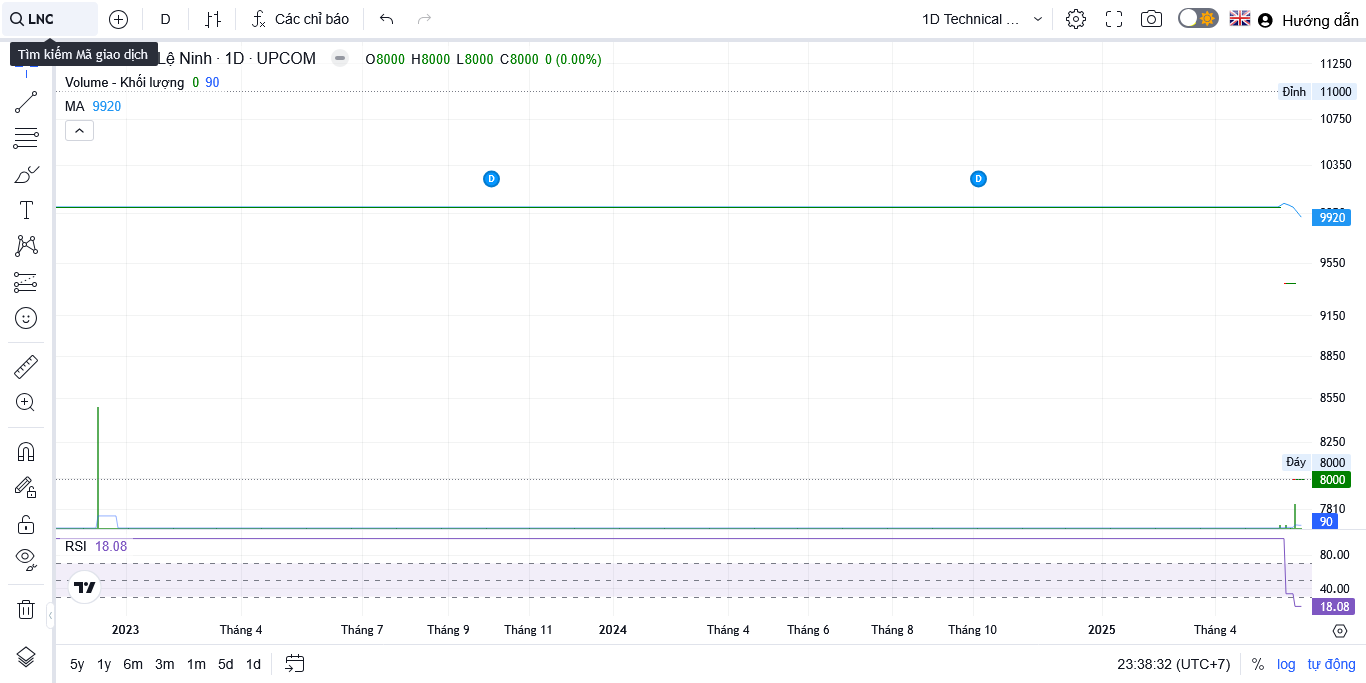 LNC
D
Các chỉ báo
1D Technical ...
Hướng dẫn
Tìm kiếm Mã giao dịch
Lệ Ninh · 1D · UPCOM
O8000 H8000 L8000 C8000 0 (0.00%)
Volume - Khối lượng 0 90
MA 9920
11250
Đỉnh 11000
10750
10350
D
D
9920
9550
9150
8850
8550
8250
Đáy 8000
8000
7810
90
RSI 18.08
80.00
40.00
18.08
2023 Tháng 4 Tháng 7 Tháng 9 Tháng 11 2024 Tháng 4 Tháng 6 Tháng 8 Tháng 10 2025 Tháng 4
5y 1y 6m 3m 1m 5d 1d
23:38:32 (UTC+7) % log tự động